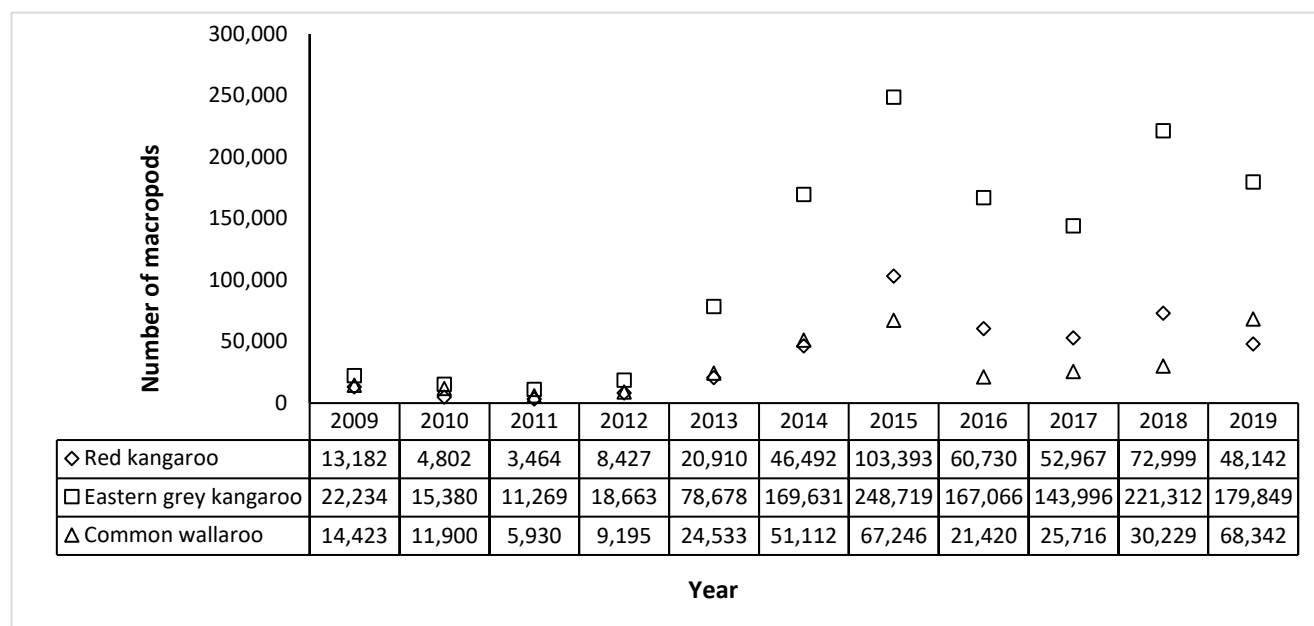 300,000
250,000
200,000
150,000
100,000
50,000
0
Number of macropods
2009 2010 2011 2012 2013 2014 2015 2016 2017 2018 2019
Red kangaroo 13,182 4,802 3,464 8,427 20,910 46,492 103,393 60,730 52,967 72,999 48,142
Eastern grey kangaroo 22,234 15,380 11,269 18,663 78,678 169,631 248,719 167,066 143,996 221,312 179,849
Common wallaroo 14,423 11,900 5,930 9,195 24,533 51,112 67,246 21,420 25,716 30,229 68,342
Year